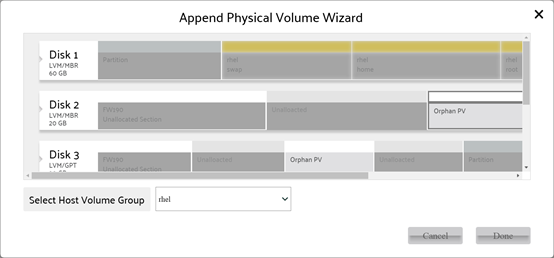 Append Physical Volume Wizard
Disk 1
LVM/MBR
60 GB
Partition
rhel
swap
rhel
home
rhel
root
Disk 2
LVM/MBR
20 GB
Unallocated Section
Unallocated
Orphan PV
Disk 3
LVM/GPT
Unallocated Section
Unallocated
Orphan PV
Unallocated
Partition
Select Host Volume Group
rhel
Cancel
Done